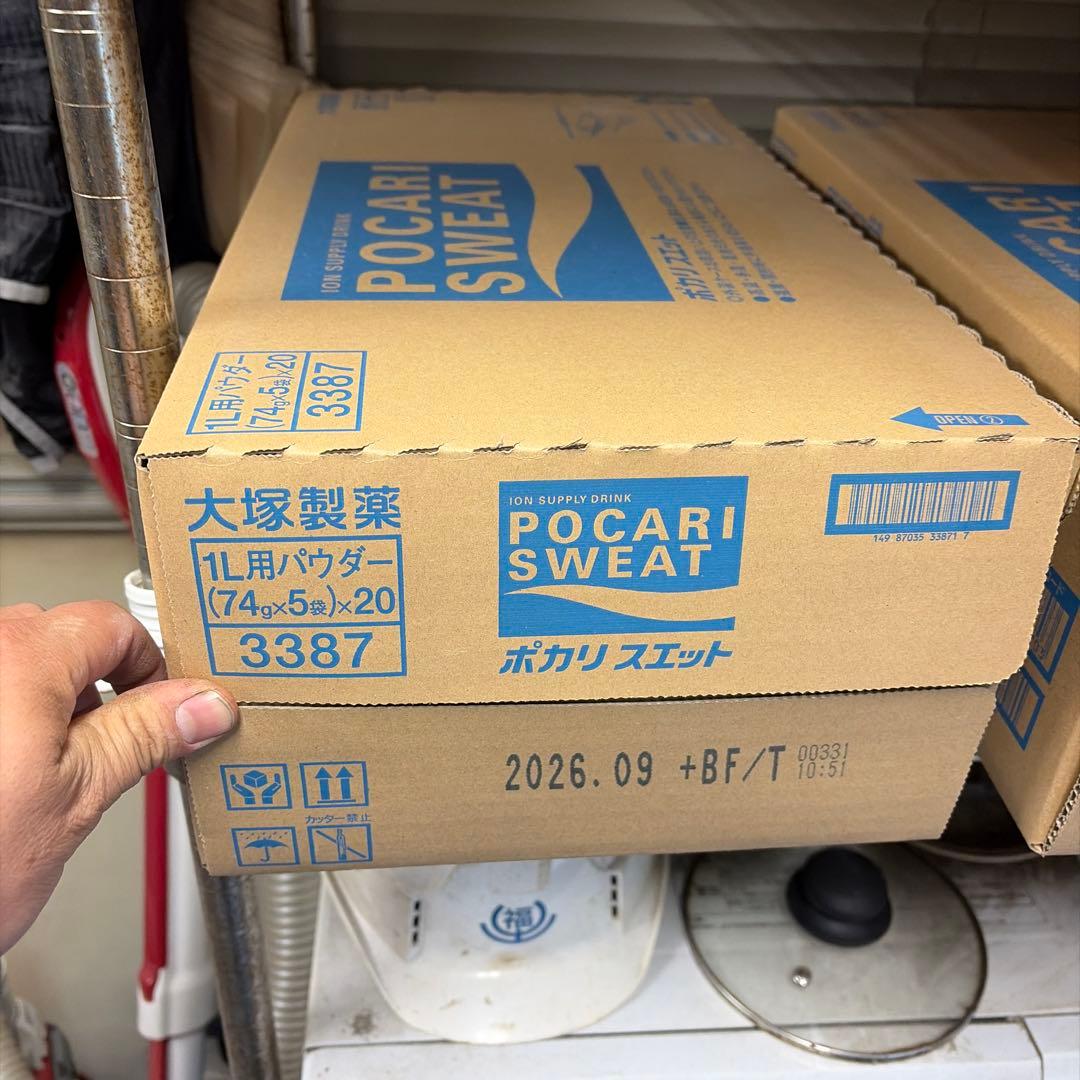 ION SUPPLY DRINK
POCARI
SWEAT
ポカリスエット
1L用パウダー
(74g×5袋)×20
3387
OPEN ②
大塚製薬
1L用パウダー
(74g×5袋)×20
3387
ION SUPPLY DRINK
POCARI
SWEAT
ポカリスエット
149 87035 33871 7
2026.09 +BF/T 00331
10:51
カッター禁止
福